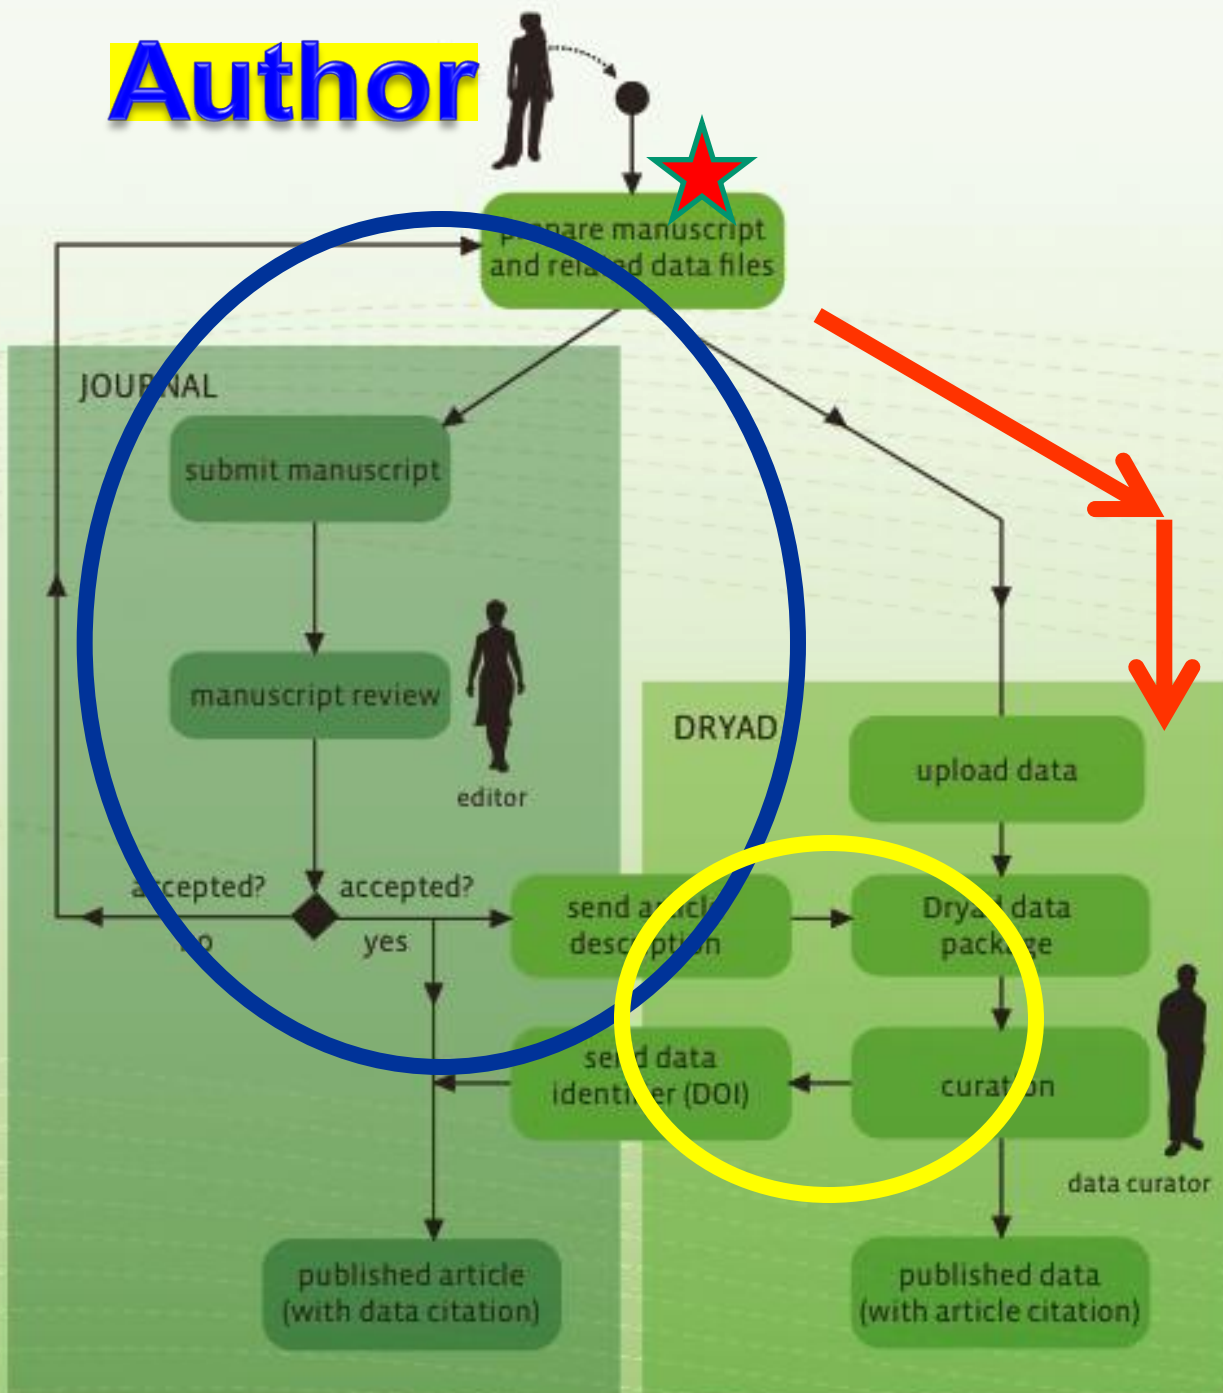 Author
prepare manuscript
and related data files
JOURNAL
submit manuscript
manuscript review
editor
DRYAD
upload data
accepted?
no
accepted?
yes
send article
description
Dryad data
package
send data
identifier (DOI)
curation
data curator
published article
(with data citation)
published data
(with article citation)